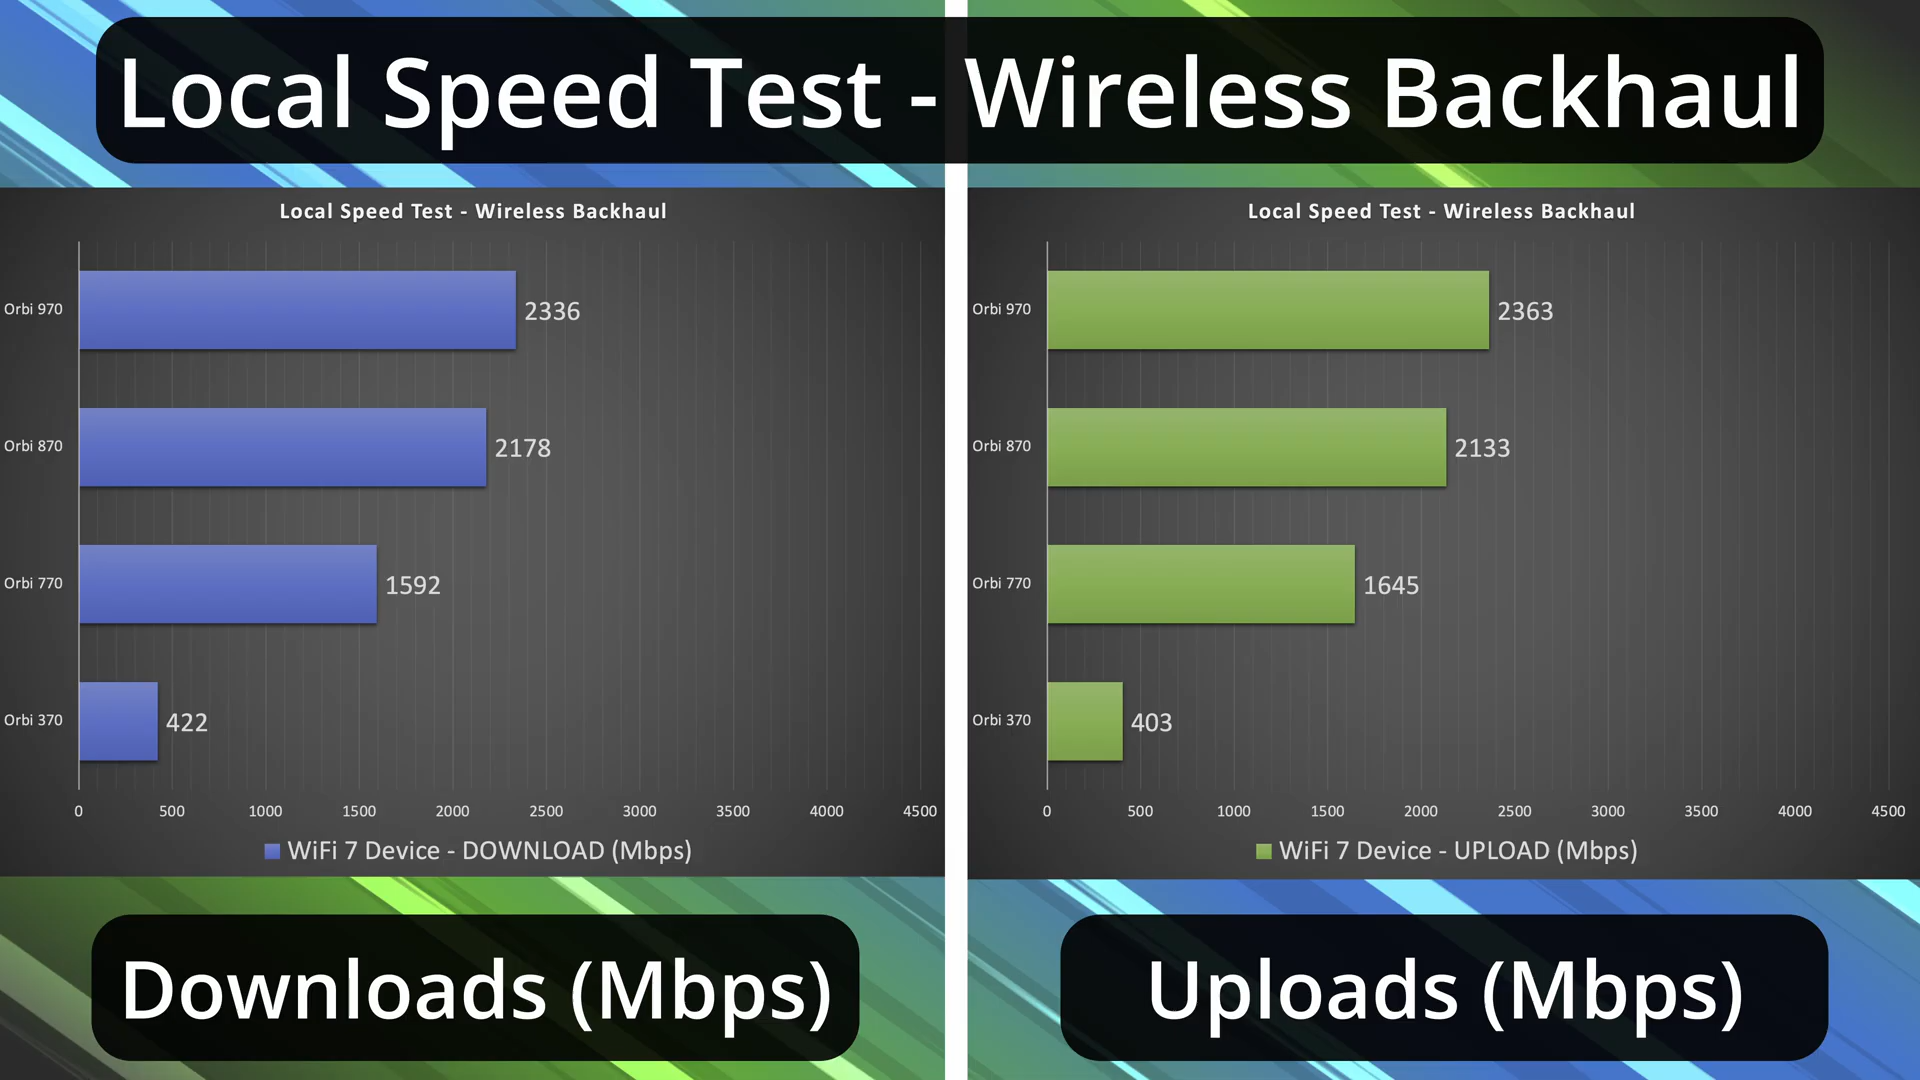 Local Speed Test - Wireless Backhaul
Local Speed Test - Wireless Backhaul
Orbi 970
2336
Orbi 870
2178
Orbi 770
1592
Orbi 370
422
0 500 1000 1500 2000 2500 3000 3500 4000 4500
WiFi 7 Device - DOWNLOAD (Mbps)
Downloads (Mbps)
Local Speed Test - Wireless Backhaul
Orbi 970
2363
Orbi 870
2133
Orbi 770
1645
Orbi 370
403
0 500 1000 1500 2000 2500 3000 3500 4000 4500
WiFi 7 Device - UPLOAD (Mbps)
Uploads (Mbps)